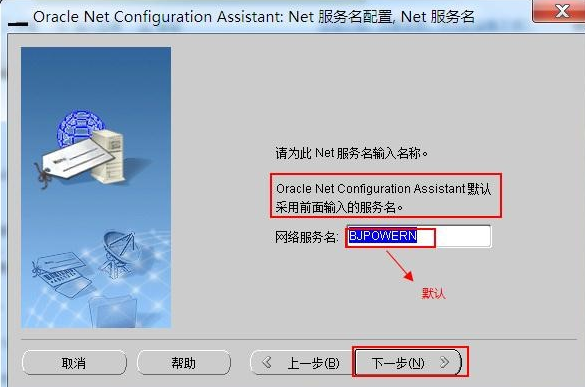 Oracle Net Configuration Assistant: Net 服务名配置, Net 服务名
请为此 Net 服务名输入名称。
Oracle Net Configuration Assistant 默认
采用前面输入的服务名。
网络服务名: BJPOWERN
默认
取消 帮助 上一步(B) 下一步(N)